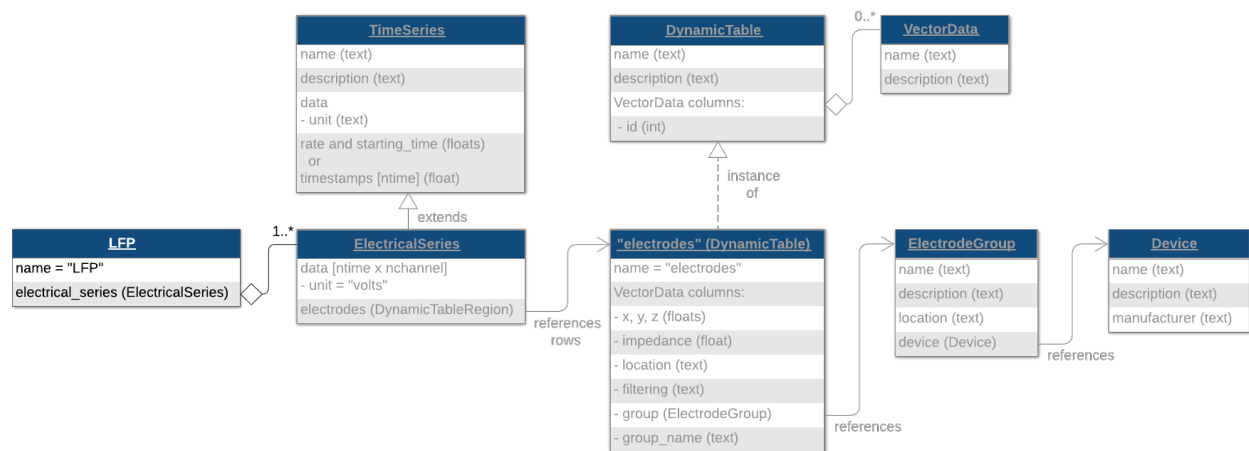 TimeSeries
name (text)
description (text)
data
- unit (text)
rate and starting_time (floats)
or
timestamps [ntime] (float)
DynamicTable
name (text)
description (text)
VectorData columns:
- id (int)
0..*
VectorData
name (text)
description (text)
extends
instance
of
LFP
name = "LFP"
electrical_series (ElectricalSeries)
1..*
ElectricalSeries
data [ntime x nchannel]
- unit = "volts"
electrodes (DynamicTableRegion)
references
rows
"electrodes" (DynamicTable)
name = "electrodes"
VectorData columns:
- x, y, z (floats)
- impedance (float)
- location (text)
- filtering (text)
- group (ElectrodeGroup)
- group_name (text)
references
ElectrodeGroup
name (text)
description (text)
location (text)
device (Device)
references
Device
name (text)
description (text)
manufacturer (text)